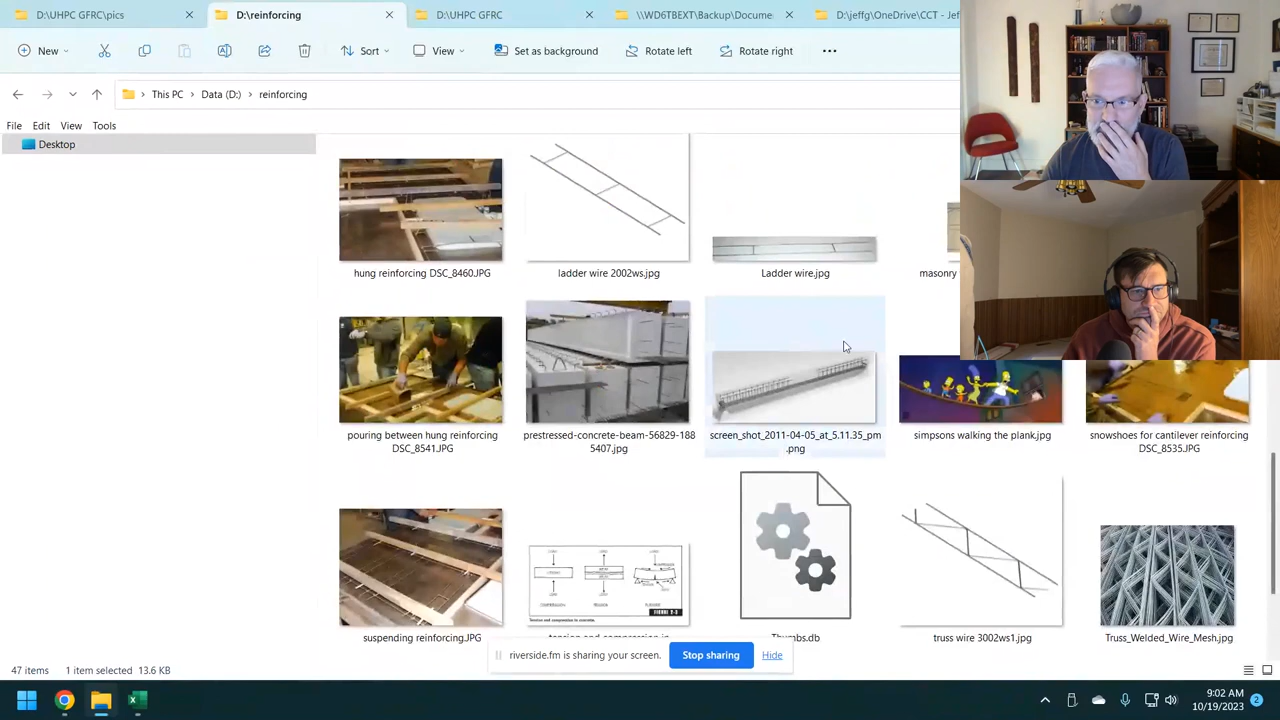 D:\UHPC GFRC\pics
D:\reinforcing
D:\UHPC GFRC
\\WD6TBEXT\Backup\Docume
D:\jeffg\OneDrive\CCT - Jef
New
Sort
View
Set as background
Rotate left
Rotate right
This PC
Data (D:)
reinforcing
File
Edit
View
Tools
Desktop
hung reinforcing DSC_8460.JPG
ladder wire 2002ws.jpg
Ladder wire.jpg
masonry
pouring between hung reinforcing
DSC_8541.JPG
prestressed-concrete-beam-56829-188
5407.jpg
screen_shot_2011-04-05_at_5.11.35_pm
.png
simpsons walking the plank.jpg
snowshoes for cantilever reinforcing
DSC_8535.JPG
suspending reinforcing.JPG
Thumbs.db
truss wire 3002ws1.jpg
Truss_Welded_Wire_Mesh.jpg
riverside.fm is sharing your screen.
Stop sharing
Hide
47 items
1 item selected 13.6 KB
9:02 AM
10/19/2023
2